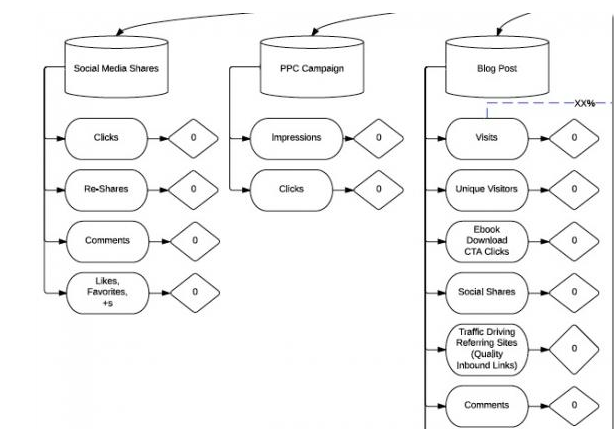 Social Media Shares
PPC Campaign
Blog Post
XX%
Clicks
0
Impressions
0
Visits
0
Re-Shares
0
Clicks
0
Unique Visitors
0
Comments
0
Ebook
Download
CTA Clicks
0
Likes,
Favorites,
+s
0
Social Shares
0
Traffic Driving
Referring Sites
(Quality
Inbound Links)
0
Comments
0